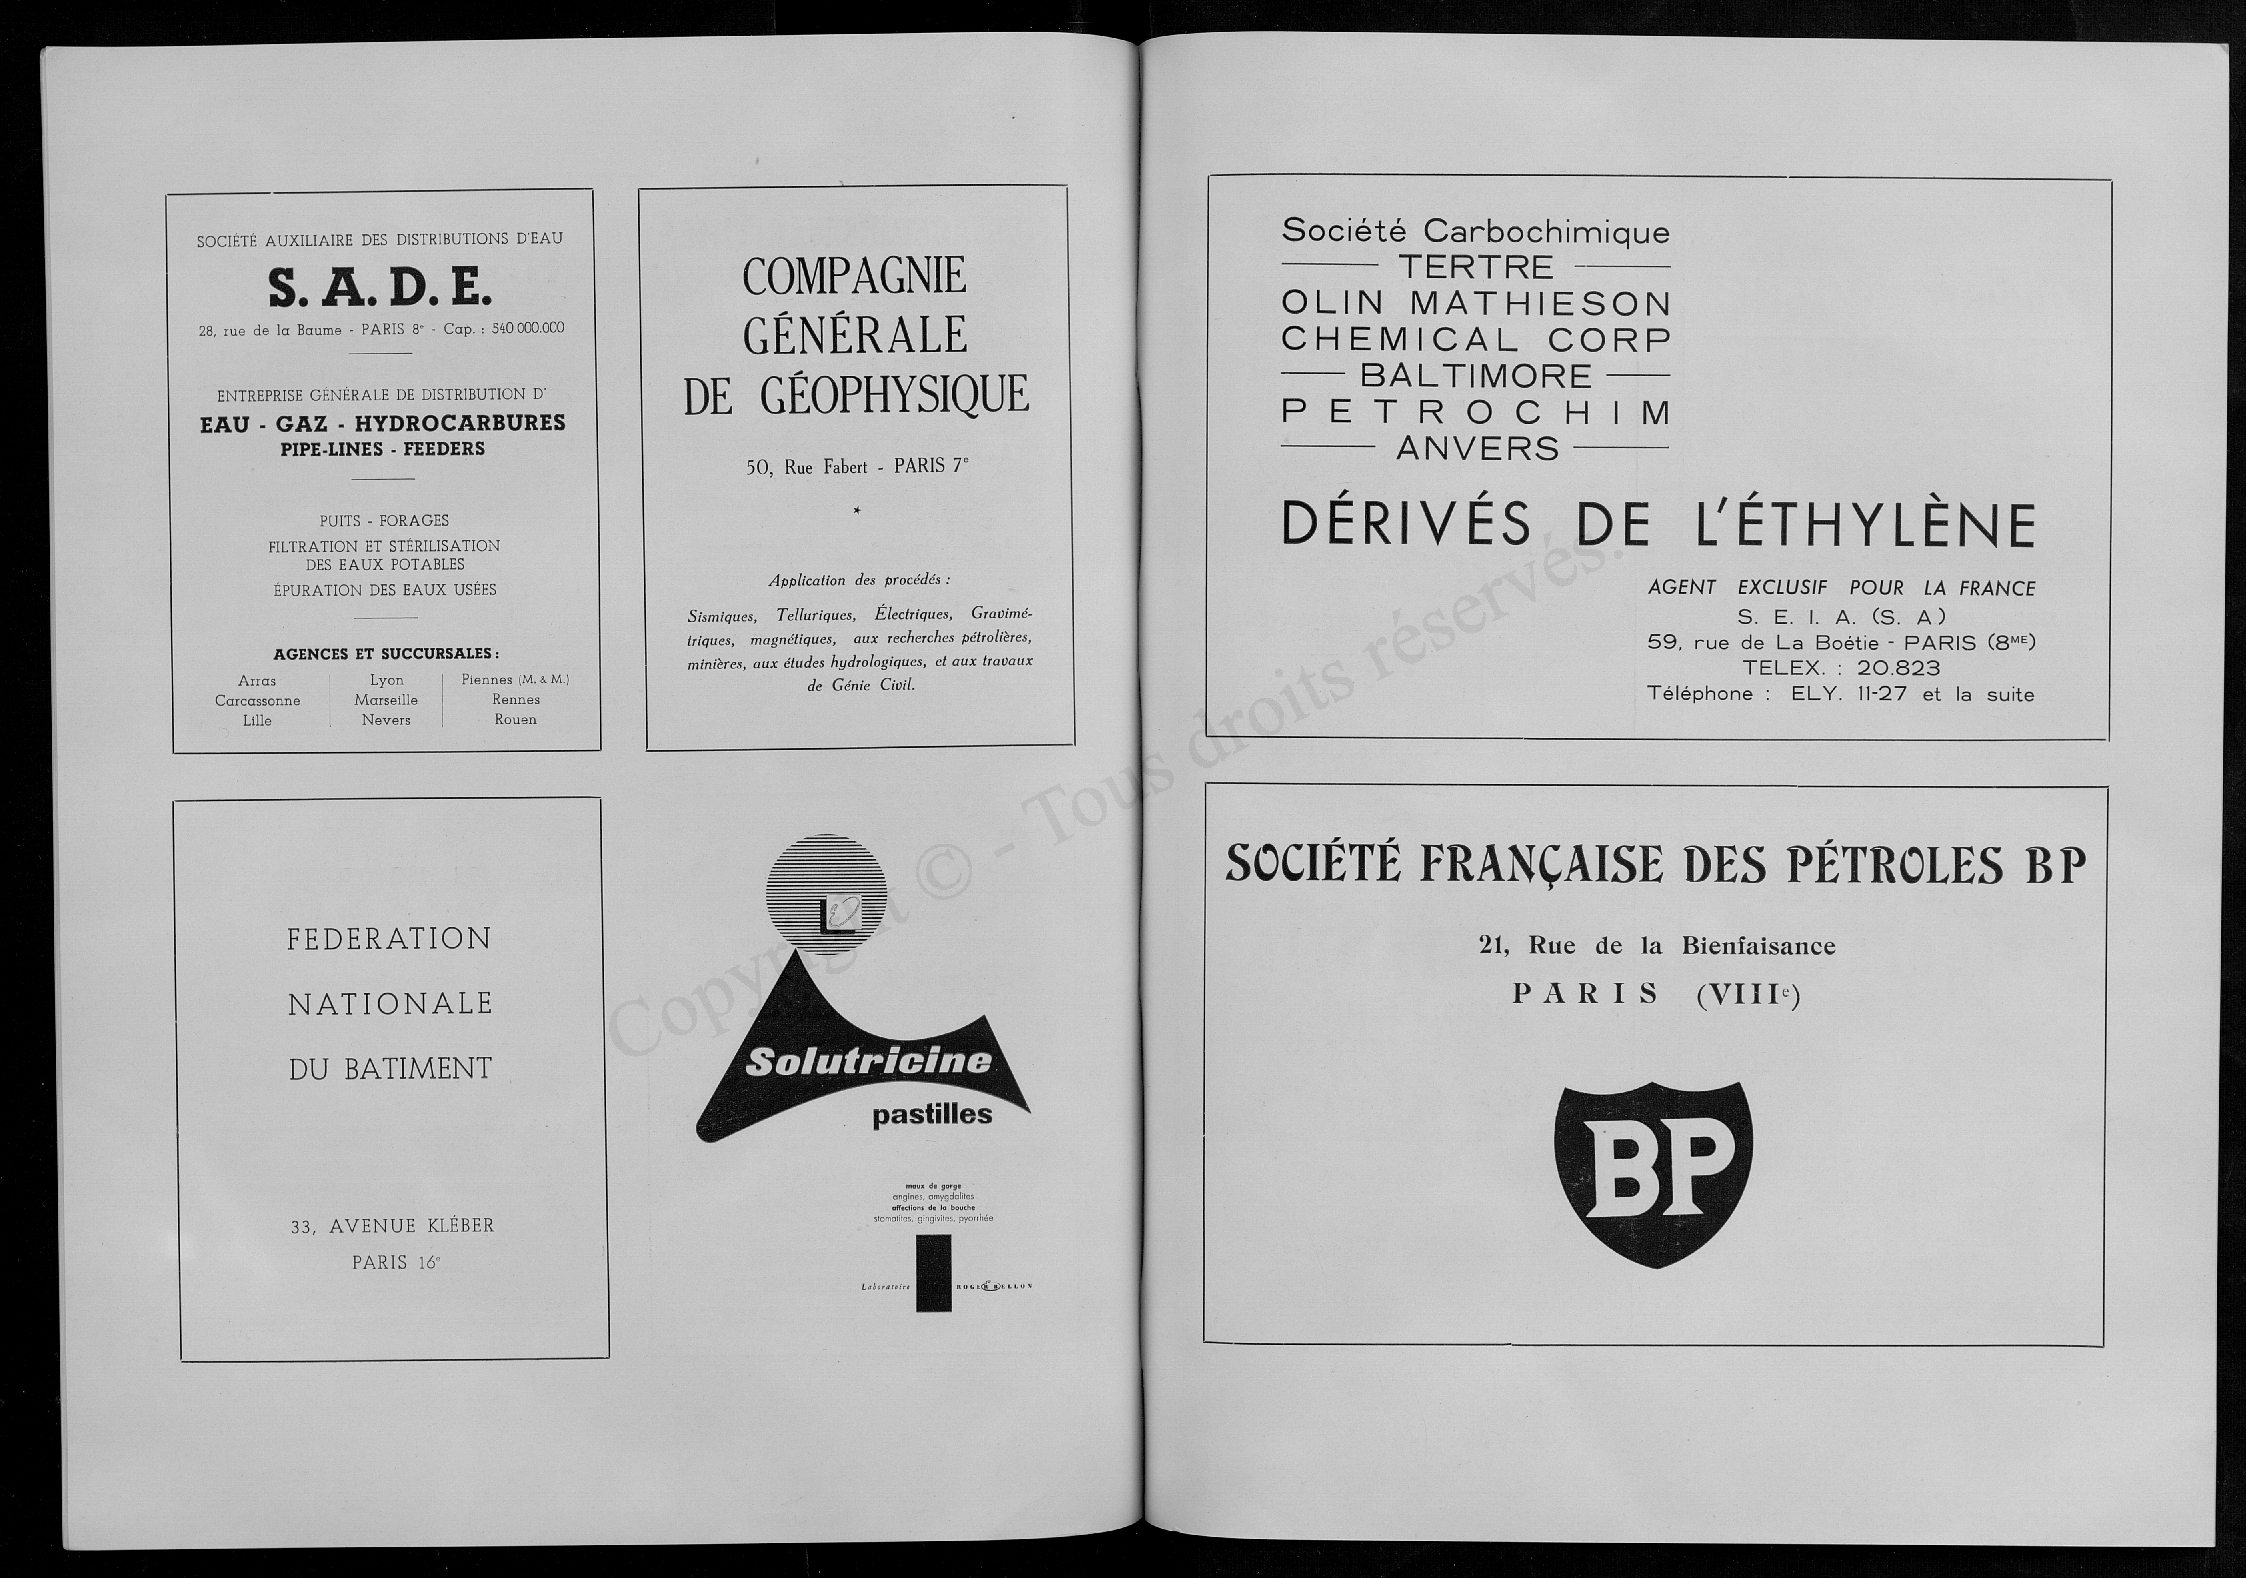 SOCIÉTÉ AUXILIAIRE DES DISTRIBUTIONS D'EAU
S. A. D. E.
28, rue de la Baume - PARIS 8e - Cap. : 540.000.000
ENTREPRISE GÉNÉRALE DE DISTRIBUTION D'
EAU - GAZ - HYDROCARBURES
PIPE-LINES - FEEDERS
PUITS - FORAGES
FILTRATION ET STÉRILISATION
DES EAUX POTABLES
ÉPURATION DES EAUX USÉES
AGENCES ET SUCCURSALES :
Arras Lyon Piennes (M. & M.)
Carcassonne Marseille Rennes
Lille Nevers Rouen
COMPAGNIE
GÉNÉRALE
DE GÉOPHYSIQUE
50, Rue Fabert - PARIS 7e
Application des procédés :
Sismiques, Telluriques, Électriques, Gravimé-
triques, magnétiques, aux recherches pétrolières,
minières, aux études hydrologiques, et aux travaux
de Génie Civil.
FEDERATION
NATIONALE
DU BATIMENT
33, AVENUE KLÉBER
PARIS 16e
Solutricine
pastilles
maux de gorge
angines, amygdalites
affections de la bouche
stomatites, gingivites, pyorrhée
Laboratoire ROGER BELLON
Société Carbochimique
TERTRE
OLIN MATHIESON
CHEMICAL CORP
BALTIMORE
PETROCHIM
ANVERS
DÉRIVÉS DE L'ÉTHYLÈNE
AGENT EXCLUSIF POUR LA FRANCE
S. E. I. A. (S. A)
59, rue de La Boétie - PARIS (8ME)
TELEX. : 20.823
Téléphone : ELY. 11-27 et la suite
SOCIÉTÉ FRANÇAISE DES PÉTROLES BP
21, Rue de la Bienfaisance
PARIS (VIIIe)
BP
Copyright © - Tous droits réservés.